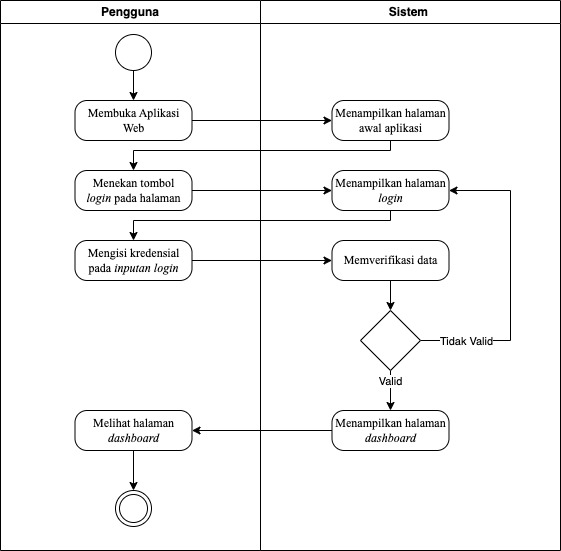 Pengguna
Sistem
Membuka Aplikasi
Web
Menampilkan halaman
awal aplikasi
Menekan tombol
login pada halaman
Menampilkan halaman
login
Mengisi kredensial
pada inputan login
Memverifikasi data
Tidak Valid
Valid
Melihat halaman
dashboard
Menampilkan halaman
dashboard